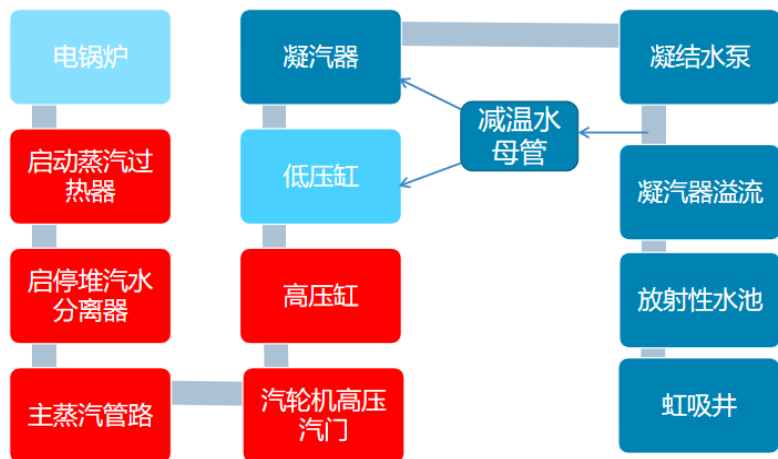 电锅炉
启动蒸汽过
热器
启停堆汽水
分离器
主蒸汽管路
凝汽器
低压缸
高压缸
汽轮机高压
汽门
减温水
母管
凝结水泵
凝汽器溢流
放射性水池
虹吸井